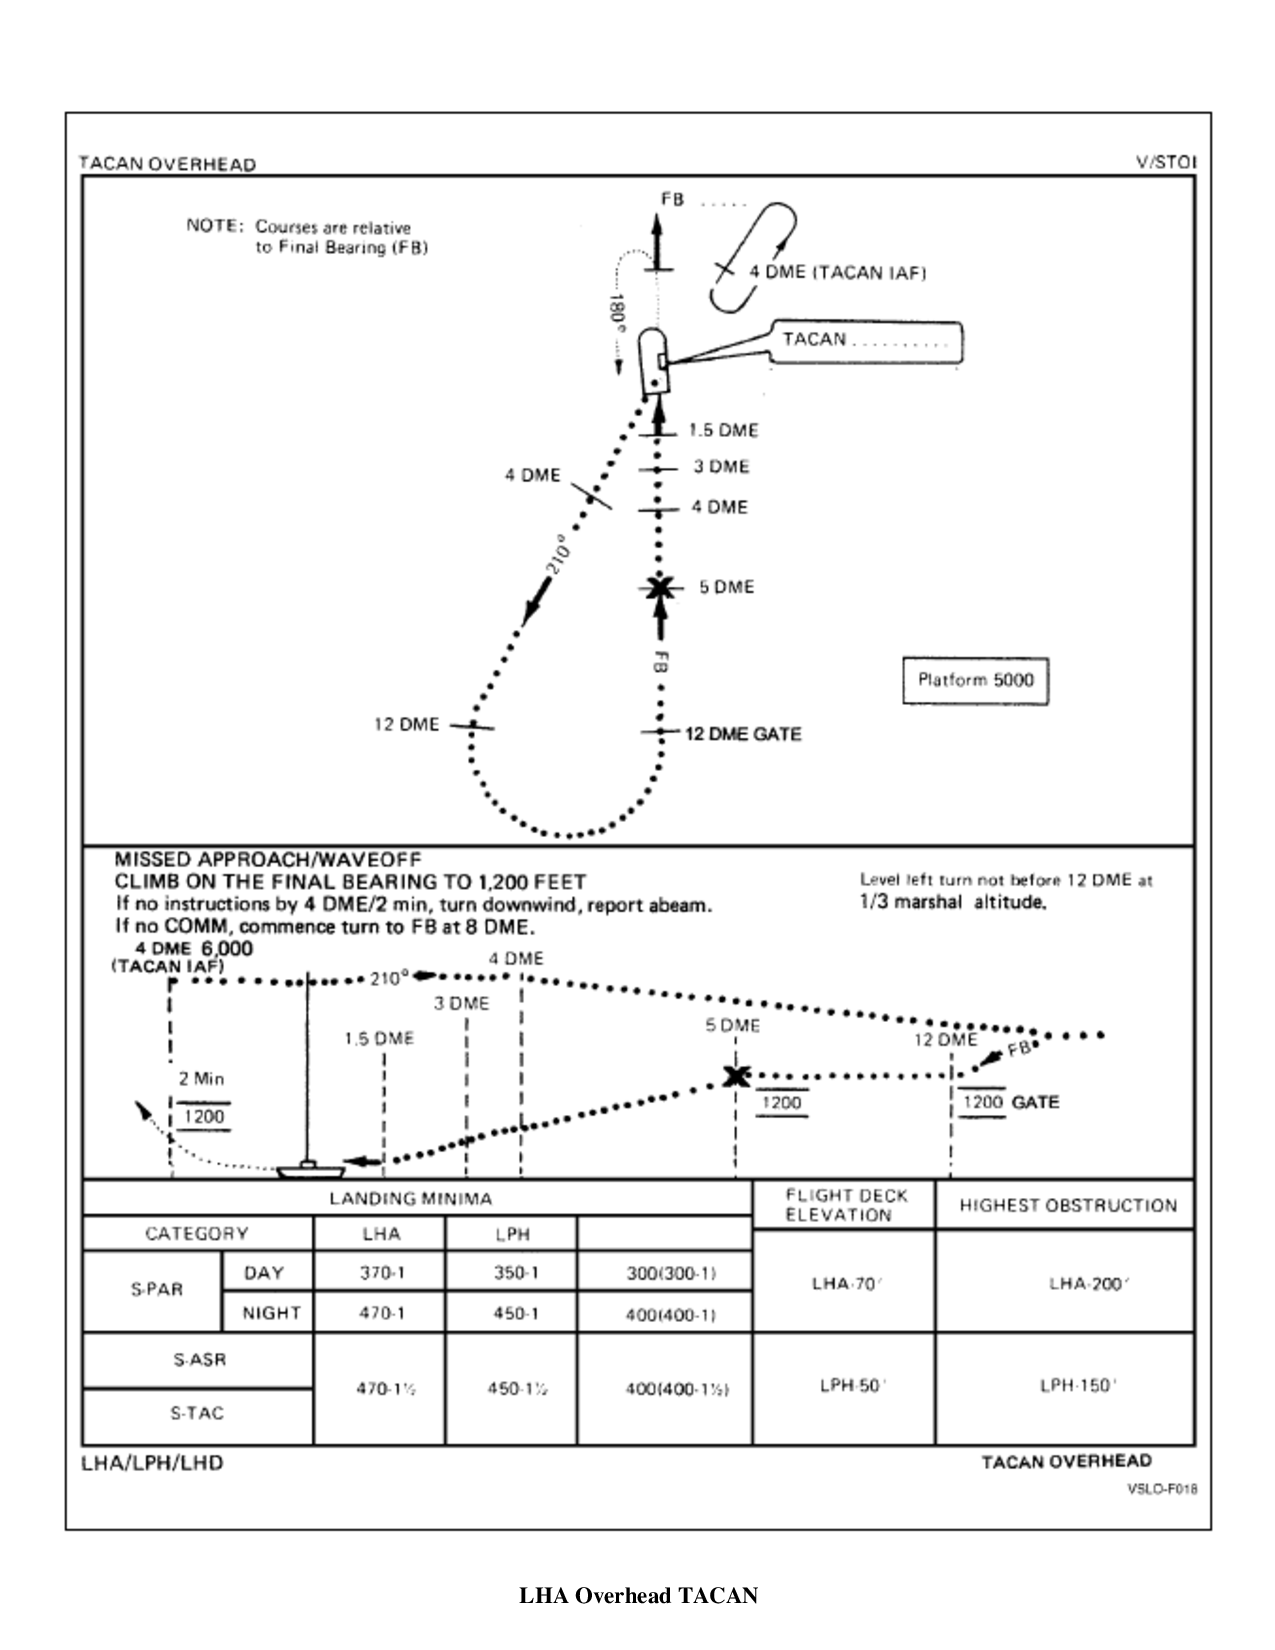 TACAN OVERHEAD
V/STOl
FB .....
NOTE: Courses are relative
to Final Bearing (FB)
4 DME (TACAN IAF)
180°
TACAN ..........
1.5 DME
3 DME
4 DME
4 DME
210°
5 DME
FB
Platform 5000
12 DME
12 DME GATE
MISSED APPROACH/WAVEOFF
CLIMB ON THE FINAL BEARING TO 1,200 FEET
If no instructions by 4 DME/2 min, turn downwind, report abeam.
If no COMM, commence turn to FB at 8 DME.
Level left turn not before 12 DME at
1/3 marshal altitude.
4 DME 6,000
(TACAN IAF)
210°
4 DME
3 DME
1.5 DME
5 DME
12 DME
FB
2 Min
1200
1200
1200 GATE
LANDING MINIMA
FLIGHT DECK
ELEVATION
HIGHEST OBSTRUCTION
CATEGORY LHA LPH
S-PAR
DAY 370-1 350-1 300(300-1)
NIGHT 470-1 450-1 400(400-1)
LHA-70'
LHA-200'
S-ASR
S-TAC
470-1½ 450-1½ 400(400-1½)
LPH-50'
LPH-150'
LHA/LPH/LHD
TACAN OVERHEAD
VSLO-F018
LHA Overhead TACAN